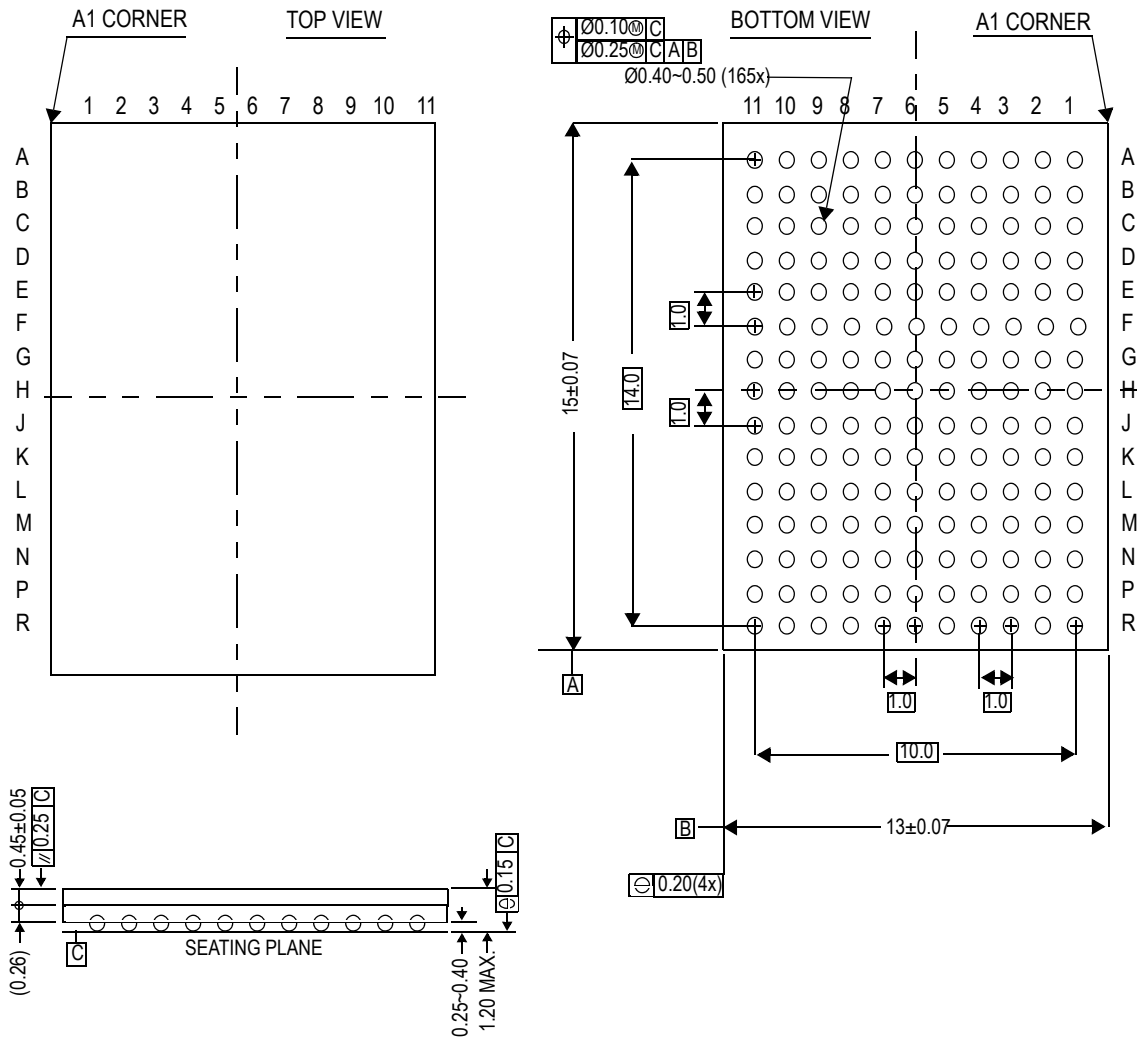 A1 CORNER
TOP VIEW
1 2 3 4 5 6 7 8 9 10 11
A
B
C
D
E
F
G
H
J
K
L
M
N
P
R
BOTTOM VIEW
A1 CORNER
⌖ Ø0.10Ⓜ C
Ø0.25Ⓜ C A B
Ø0.40~0.50 (165x)
11 10 9 8 7 6 5 4 3 2 1
A
B
C
D
E
F
G
H
J
K
L
M
N
P
R
15±0.07
14.0
1.0
1.0
A
1.0
1.0
10.0
B
13±0.07
⌓ 0.20(4x)
0.45±0.05
// 0.25 C
(0.26)
C
SEATING PLANE
0.25~0.40
1.20 MAX.
⌓ 0.15 C